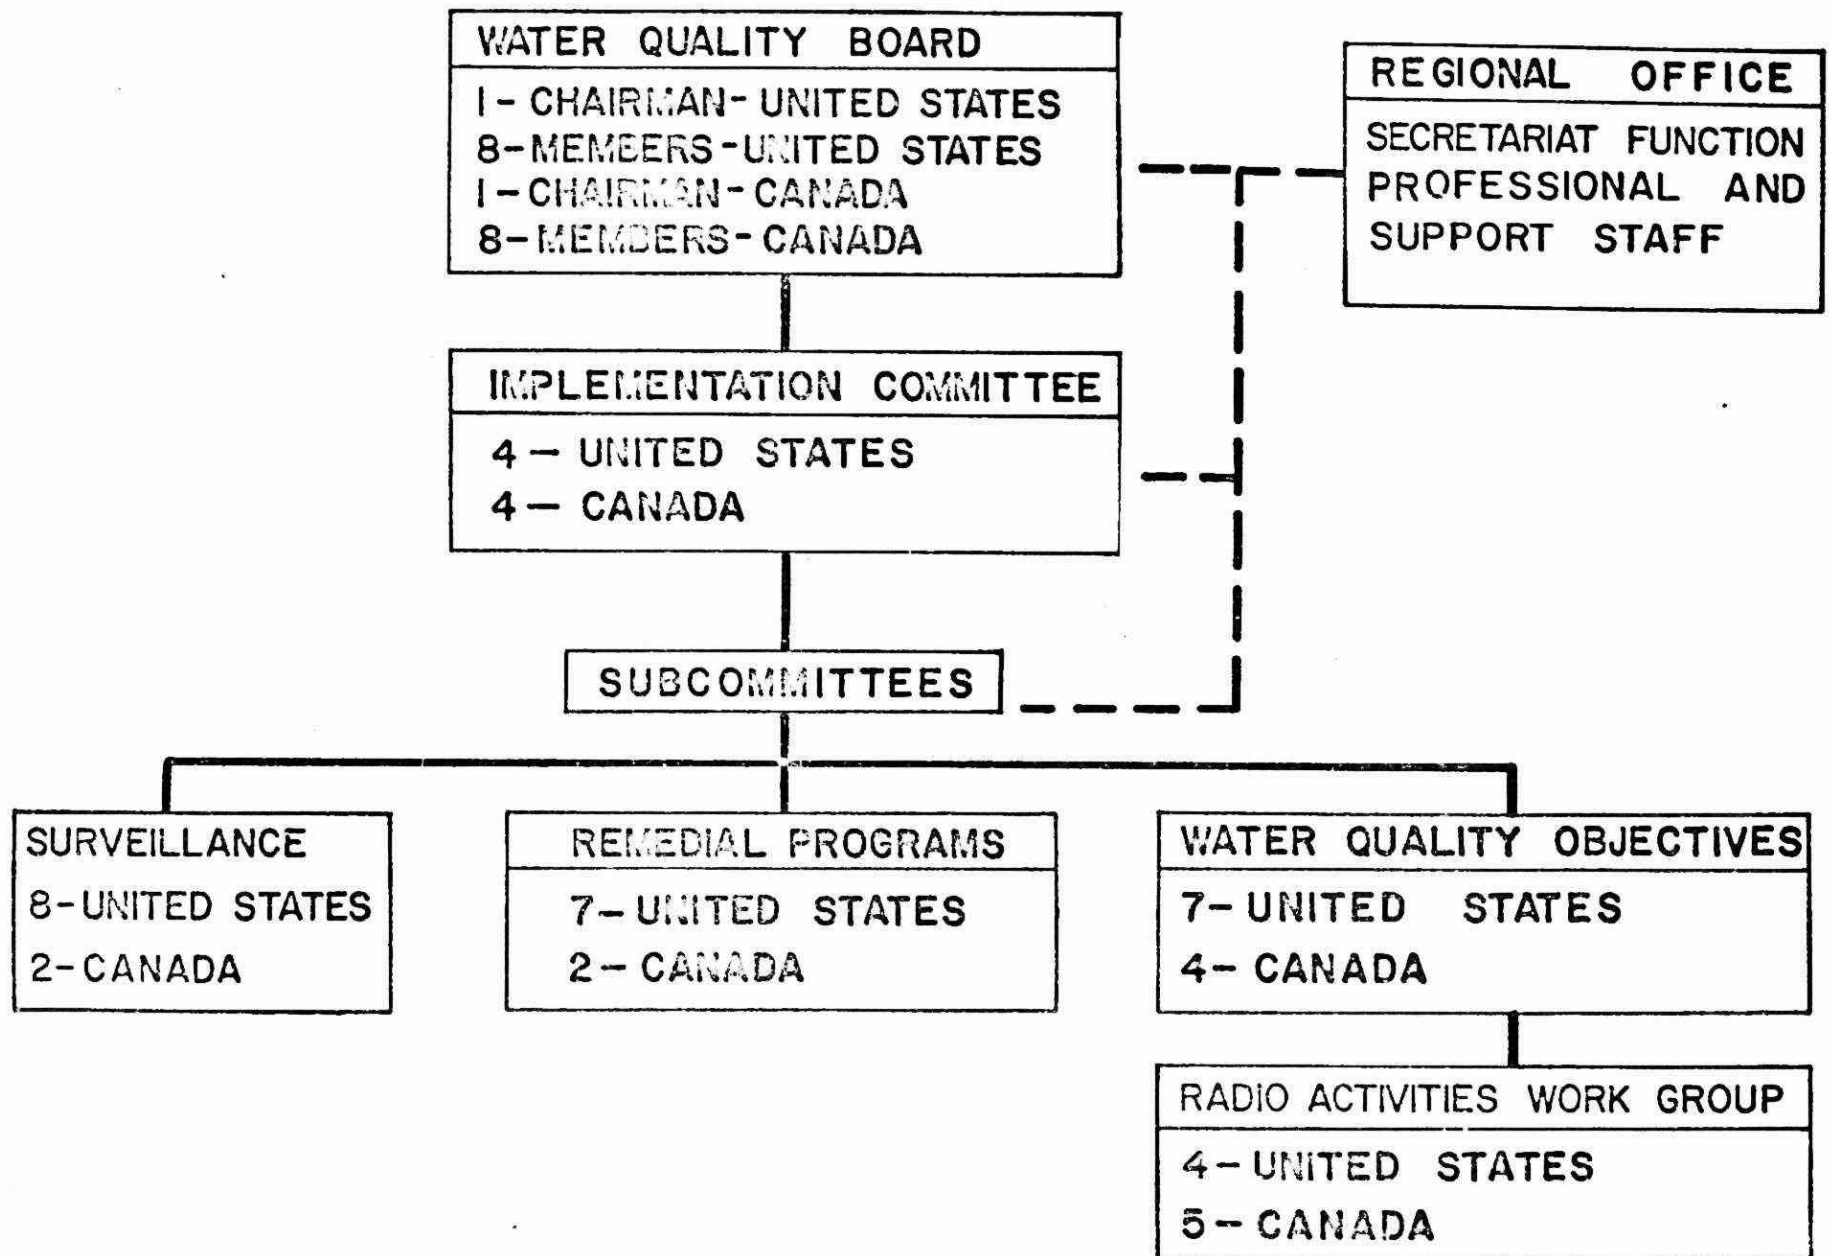 WATER QUALITY BOARD
1- CHAIRMAN- UNITED STATES
8- MEMBERS- UNITED STATES
1- CHAIRMAN- CANADA
8- MEMBERS- CANADA
REGIONAL OFFICE
SECRETARIAT FUNCTION
PROFESSIONAL AND
SUPPORT STAFF
IMPLEMENTATION COMMITTEE
4- UNITED STATES
4- CANADA
SUBCOMMITTEES
SURVEILLANCE
8- UNITED STATES
2- CANADA
REMEDIAL PROGRAMS
7- UNITED STATES
2- CANADA
WATER QUALITY OBJECTIVES
7- UNITED STATES
4- CANADA
RADIO ACTIVITIES WORK GROUP
4- UNITED STATES
5- CANADA